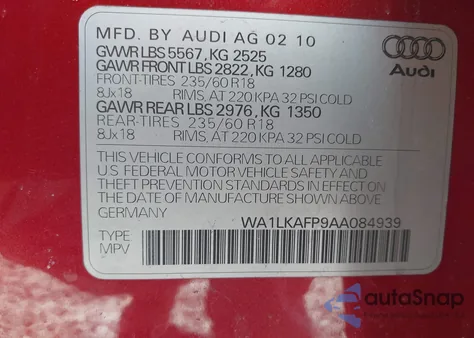 MFD. BY AUDI AG 02 10
GWWR LBS 5567, KG 2525
GAWR FRONT LBS 2822, KG 1280
FRONT-TIRES 235/60 R18
8Jx18 RIMS, AT 220 KPA 32 PSI COLD
GAWR REAR LBS 2976, KG 1350
REAR-TIRES 235/60 R18
8Jx18 RIMS, AT 220 KPA 32 PSI COLD
Audi
THIS VEHICLE CONFORMS TO ALL APPLICABLE
U.S. FEDERAL MOTOR VEHICLE SAFETY AND
THEFT PREVENTION STANDARDS IN EFFECT ON
THE DATE OF MANUFACTURE SHOWN ABOVE.
GERMANY WA1LKAFP9AA084939
TYPE:
MPV
autoSnap